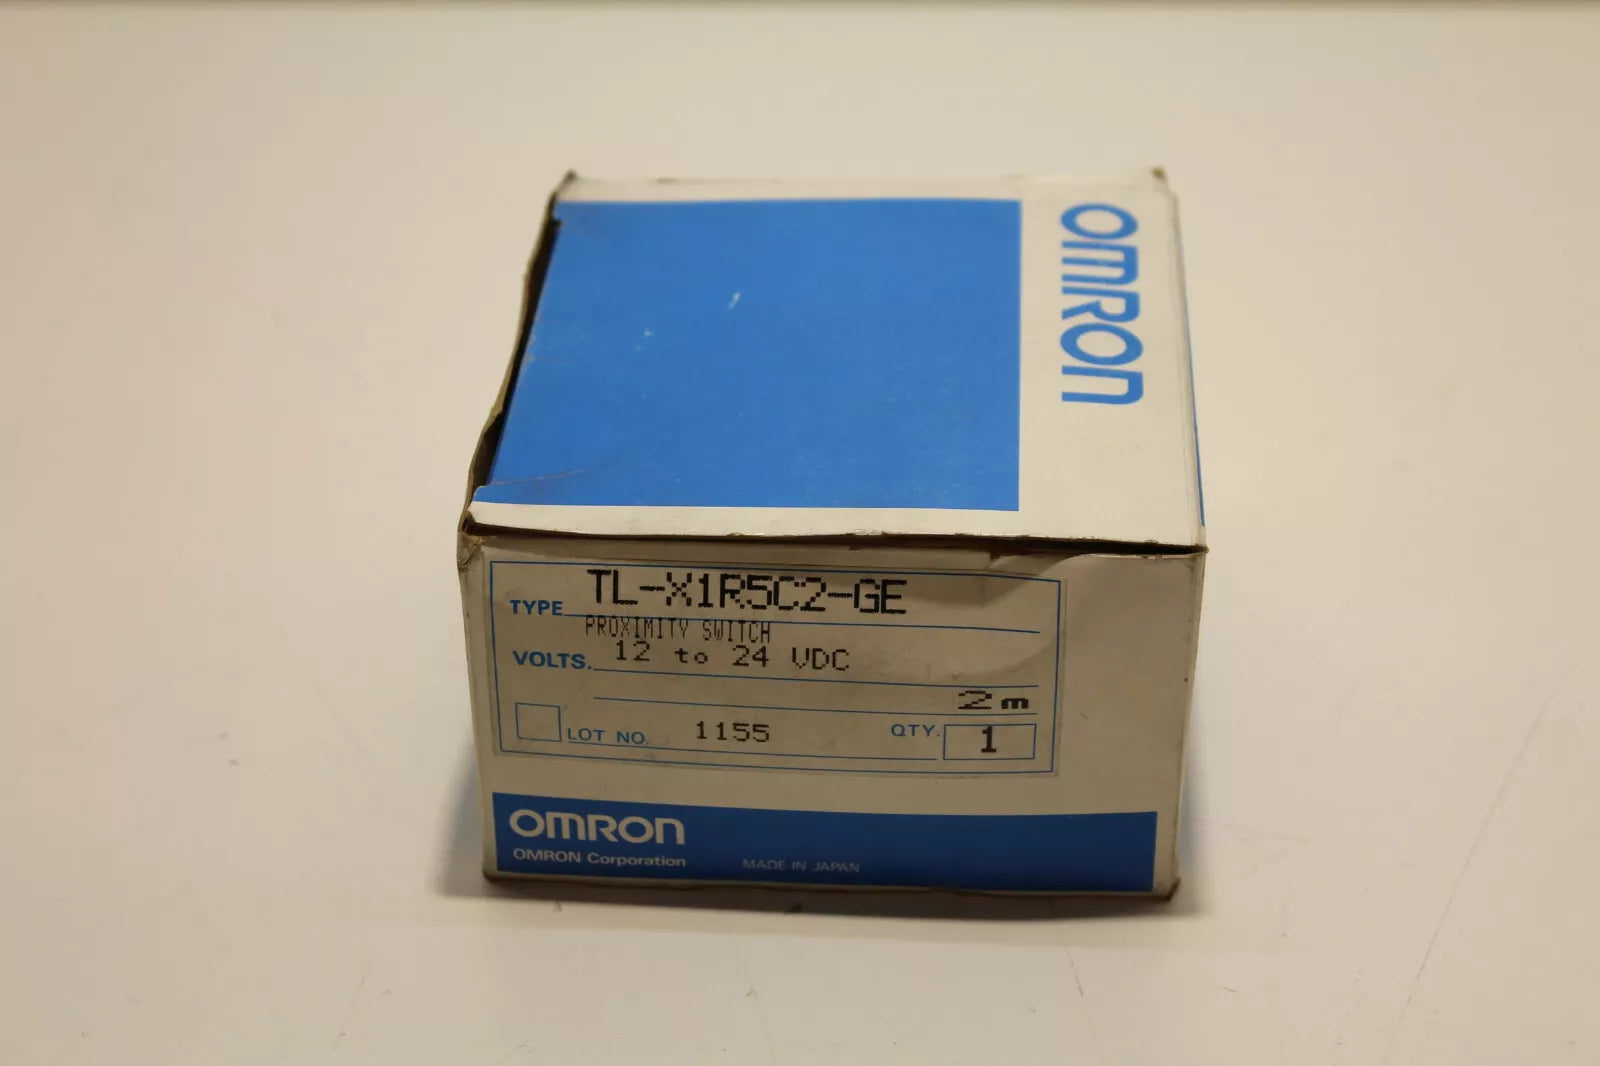 OMRON
TYPE TL-X1R5C2-GE
PROXIMITY SWITCH
VOLTS. 12 to 24 VDC
2m
LOT NO. 1155 QTY. 1
OMRON
OMRON Corporation MADE IN JAPAN